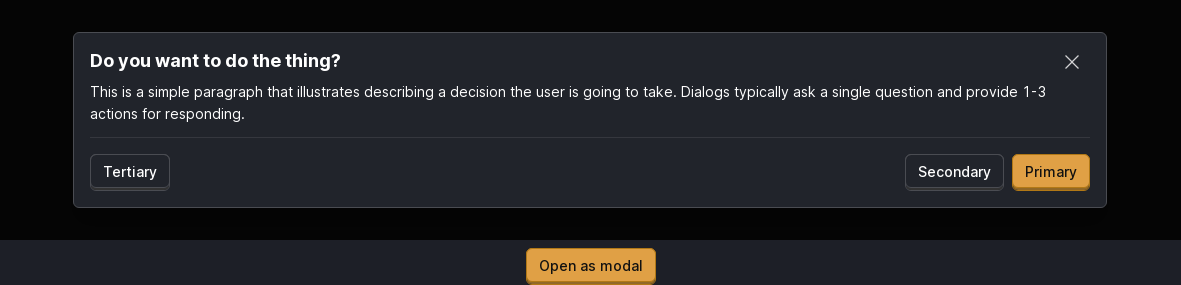 Do you want to do the thing?
This is a simple paragraph that illustrates describing a decision the user is going to take. Dialogs typically ask a single question and provide 1-3
actions for responding.
Tertiary
Secondary
Primary
Open as modal